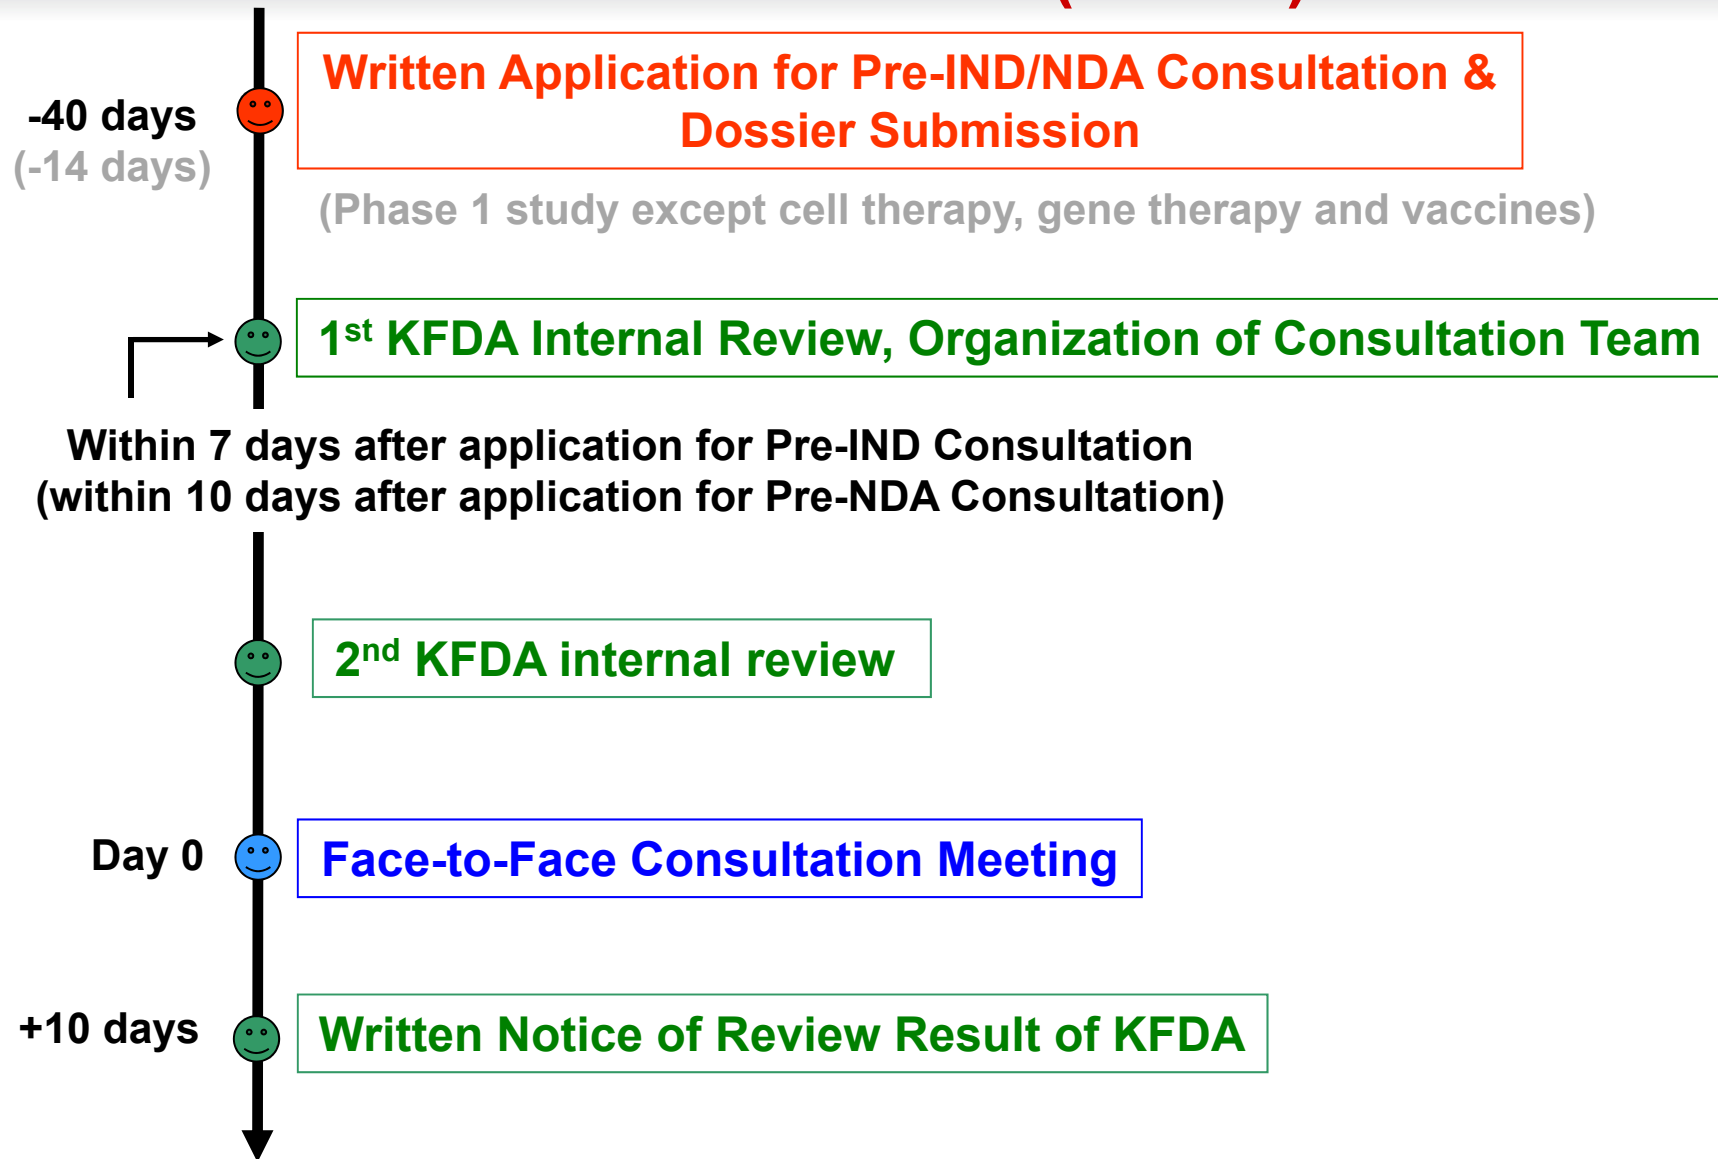 Written Application for Pre-IND/NDA Consultation &
Dossier Submission
-40 days
(-14 days)
(Phase 1 study except cell therapy, gene therapy and vaccines)
1st KFDA Internal Review, Organization of Consultation Team
Within 7 days after application for Pre-IND Consultation
(within 10 days after application for Pre-NDA Consultation)
2nd KFDA internal review
Day 0
Face-to-Face Consultation Meeting
+10 days
Written Notice of Review Result of KFDA